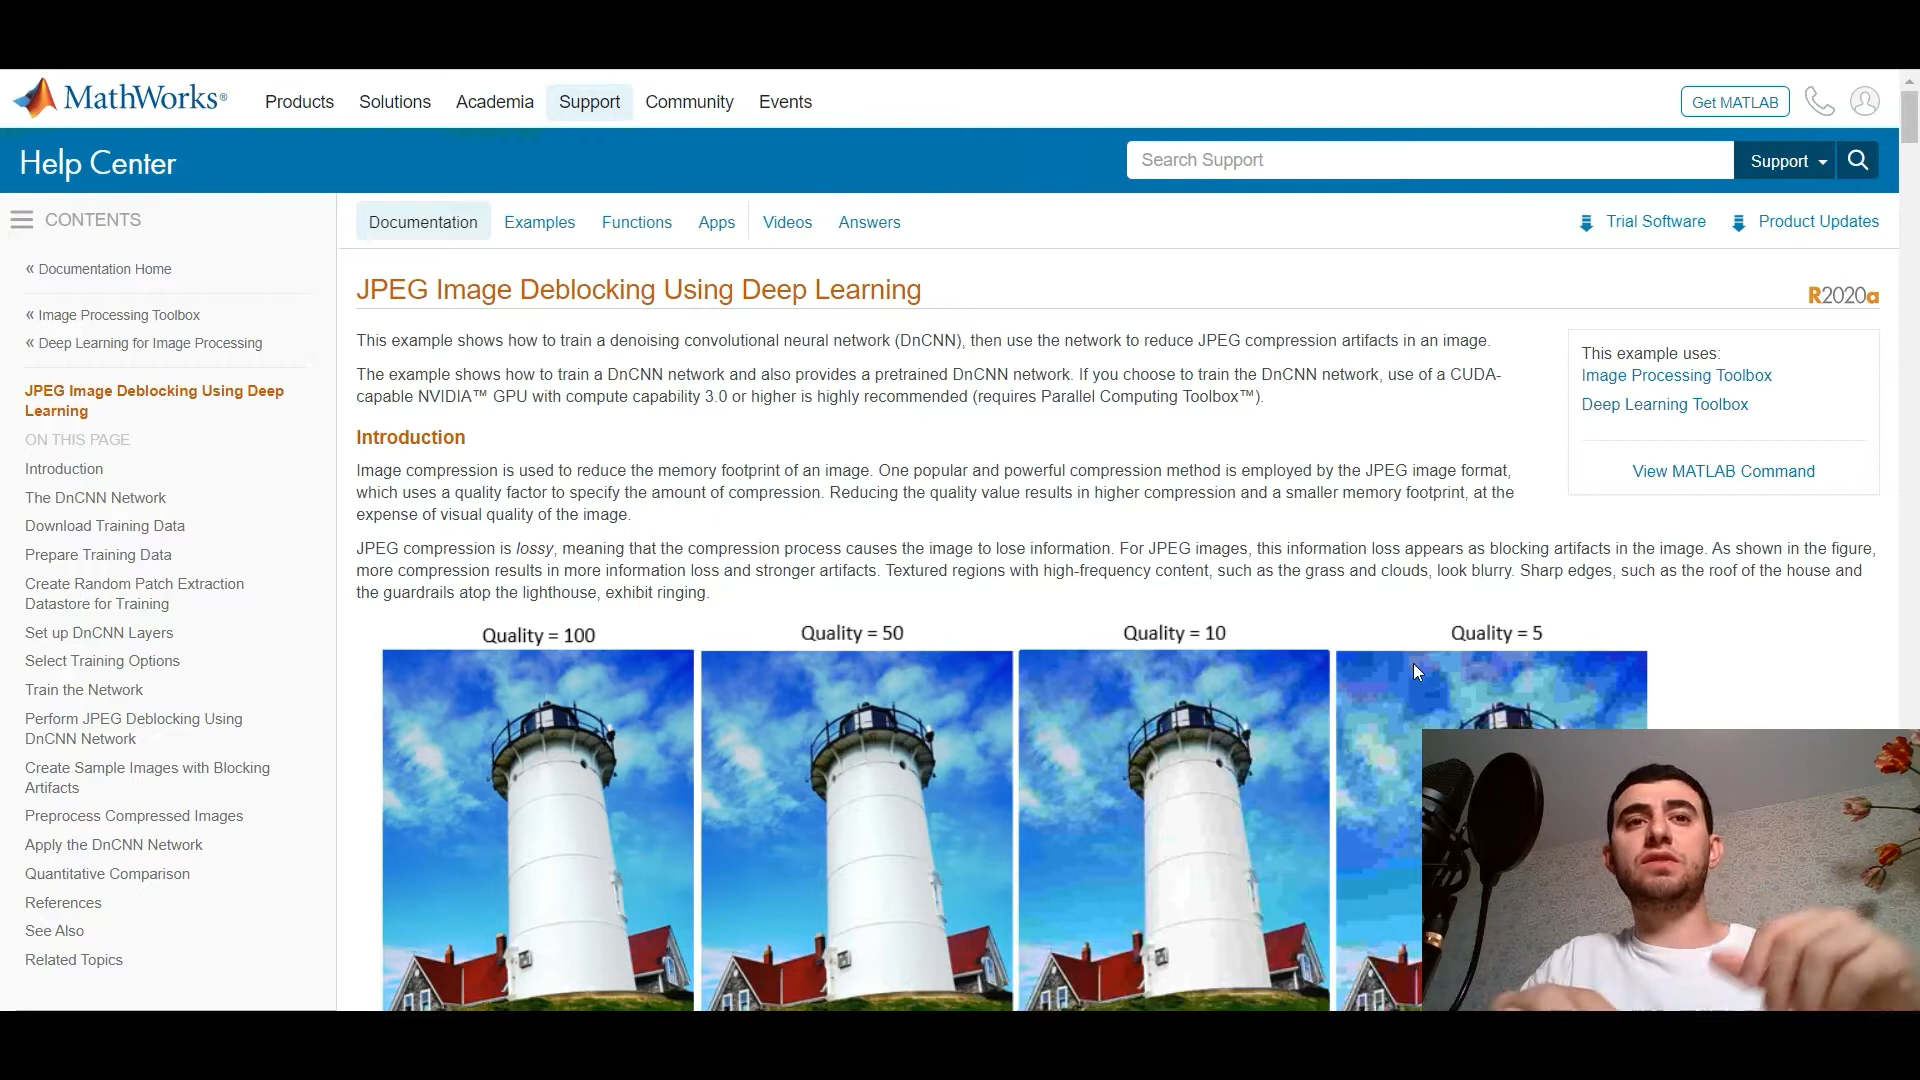 MathWorks®
Products Solutions Academia Support Community Events
Get MATLAB
Help Center
Search Support
Support
CONTENTS
« Documentation Home
« Image Processing Toolbox
« Deep Learning for Image Processing
JPEG Image Deblocking Using Deep
Learning
ON THIS PAGE
Introduction
The DnCNN Network
Download Training Data
Prepare Training Data
Create Random Patch Extraction
Datastore for Training
Set up DnCNN Layers
Select Training Options
Train the Network
Perform JPEG Deblocking Using
DnCNN Network
Create Sample Images with Blocking
Artifacts
Preprocess Compressed Images
Apply the DnCNN Network
Quantitative Comparison
References
See Also
Related Topics
Documentation Examples Functions Apps Videos Answers
Trial Software Product Updates
JPEG Image Deblocking Using Deep Learning
R2020a
This example shows how to train a denoising convolutional neural network (DnCNN), then use the network to reduce JPEG compression artifacts in an image.
The example shows how to train a DnCNN network and also provides a pretrained DnCNN network. If you choose to train the DnCNN network, use of a CUDA-
capable NVIDIA™ GPU with compute capability 3.0 or higher is highly recommended (requires Parallel Computing Toolbox™).
This example uses:
Image Processing Toolbox
Deep Learning Toolbox
View MATLAB Command
Introduction
Image compression is used to reduce the memory footprint of an image. One popular and powerful compression method is employed by the JPEG image format,
which uses a quality factor to specify the amount of compression. Reducing the quality value results in higher compression and a smaller memory footprint, at the
expense of visual quality of the image.
JPEG compression is lossy, meaning that the compression process causes the image to lose information. For JPEG images, this information loss appears as blocking artifacts in the image. As shown in the figure,
more compression results in more information loss and stronger artifacts. Textured regions with high-frequency content, such as the grass and clouds, look blurry. Sharp edges, such as the roof of the house and
the guardrails atop the lighthouse, exhibit ringing.
Quality = 100 Quality = 50 Quality = 10 Quality = 5